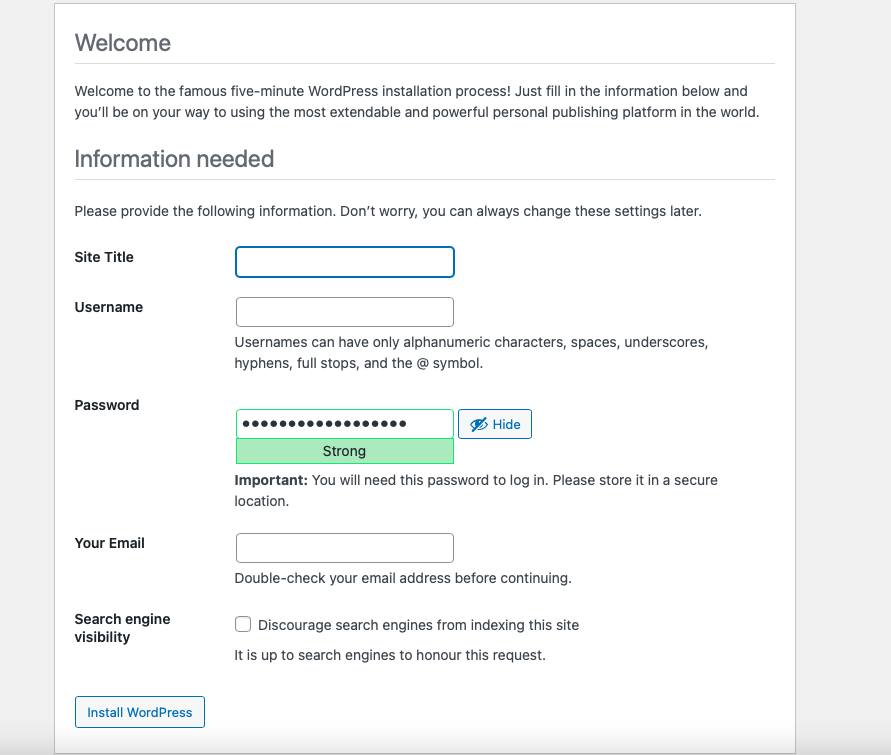 Welcome
Welcome to the famous five-minute WordPress installation process! Just fill in the information below and
you’ll be on your way to using the most extendable and powerful personal publishing platform in the world.
Information needed
Please provide the following information. Don’t worry, you can always change these settings later.
Site Title
Username
Usernames can have only alphanumeric characters, spaces, underscores,
hyphens, full stops, and the @ symbol.
Password
••••••••••••••••••
Hide
Strong
Important: You will need this password to log in. Please store it in a secure
location.
Your Email
Double-check your email address before continuing.
Search engine
visibility
Discourage search engines from indexing this site
It is up to search engines to honour this request.
Install WordPress